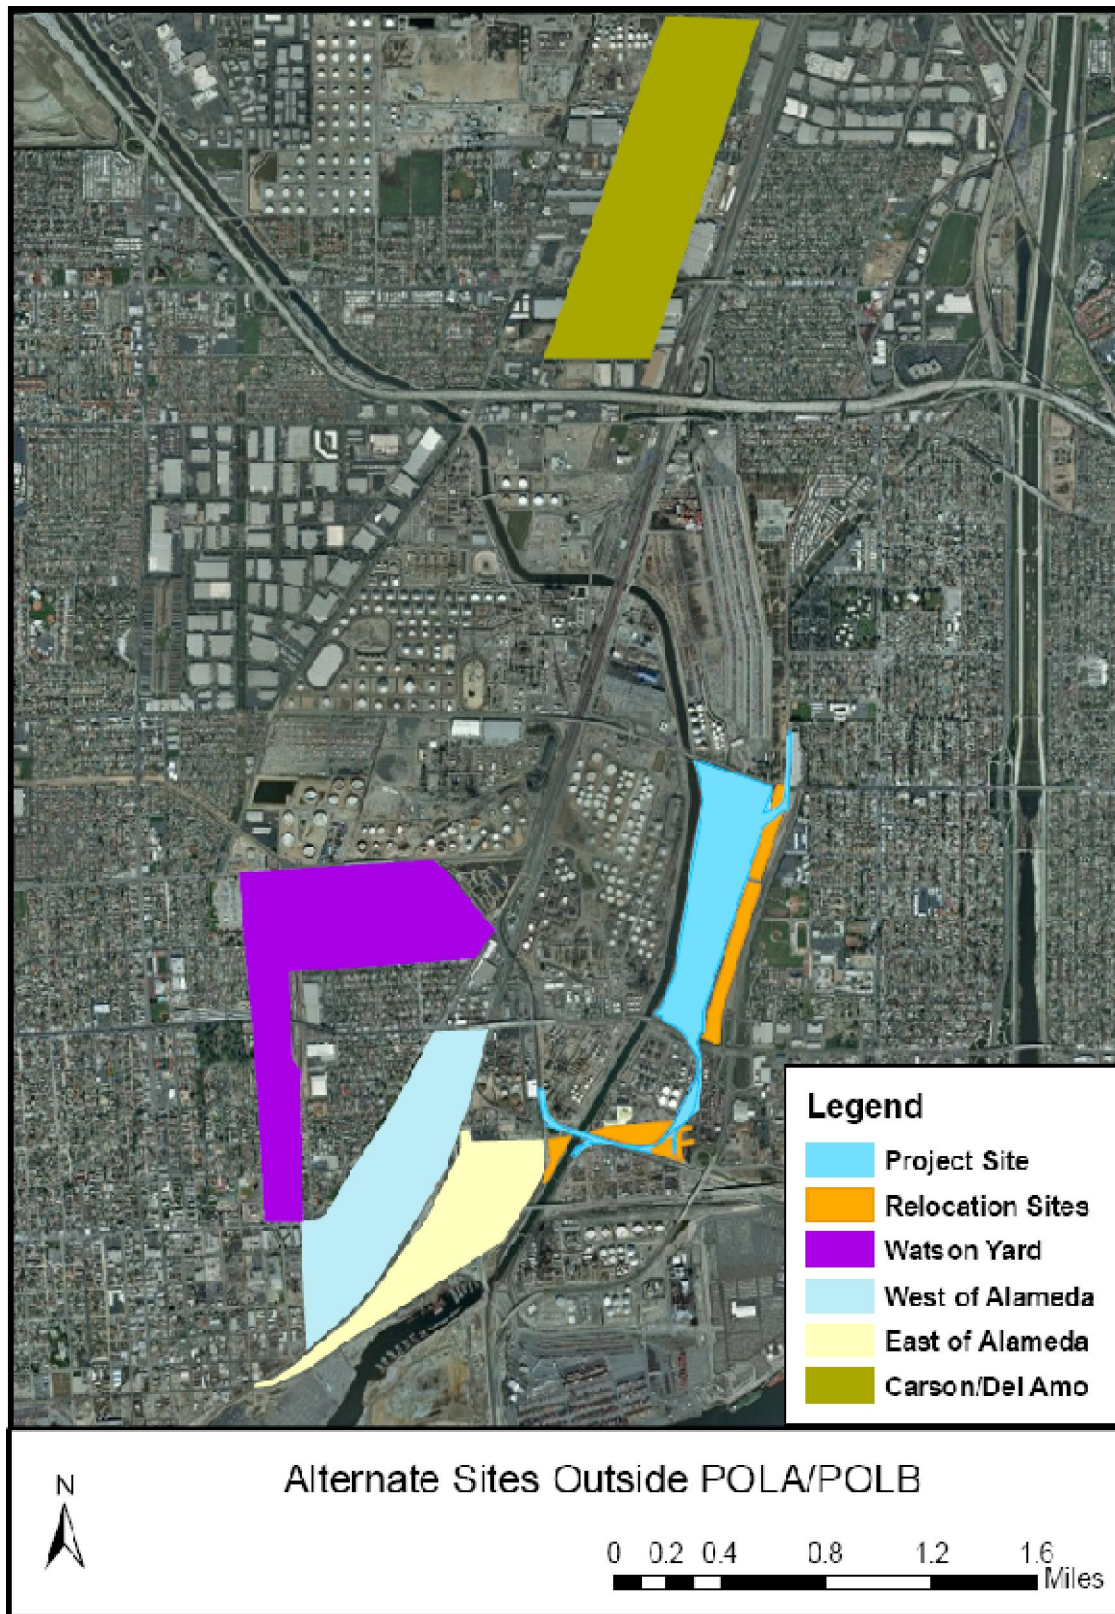 Legend
Project Site
Relocation Sites
Watson Yard
West of Alameda
East of Alameda
Carson/Del Amo
N
Alternate Sites Outside POLA/POLB
0 0.2 0.4 0.8 1.2 1.6
Miles